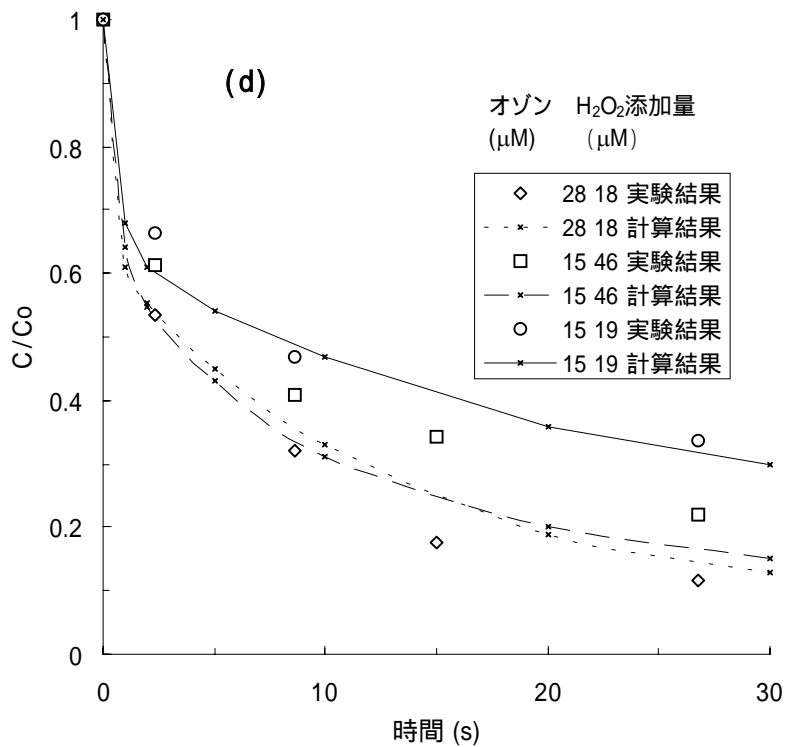 (d)
オゾン H₂O₂添加量
(μM) (μM)
28 18 実験結果
28 18 計算結果
15 46 実験結果
15 46 計算結果
15 19 実験結果
15 19 計算結果
C/Co
1
0.8
0.6
0.4
0.2
0
0 10 20 30
時間 (s)